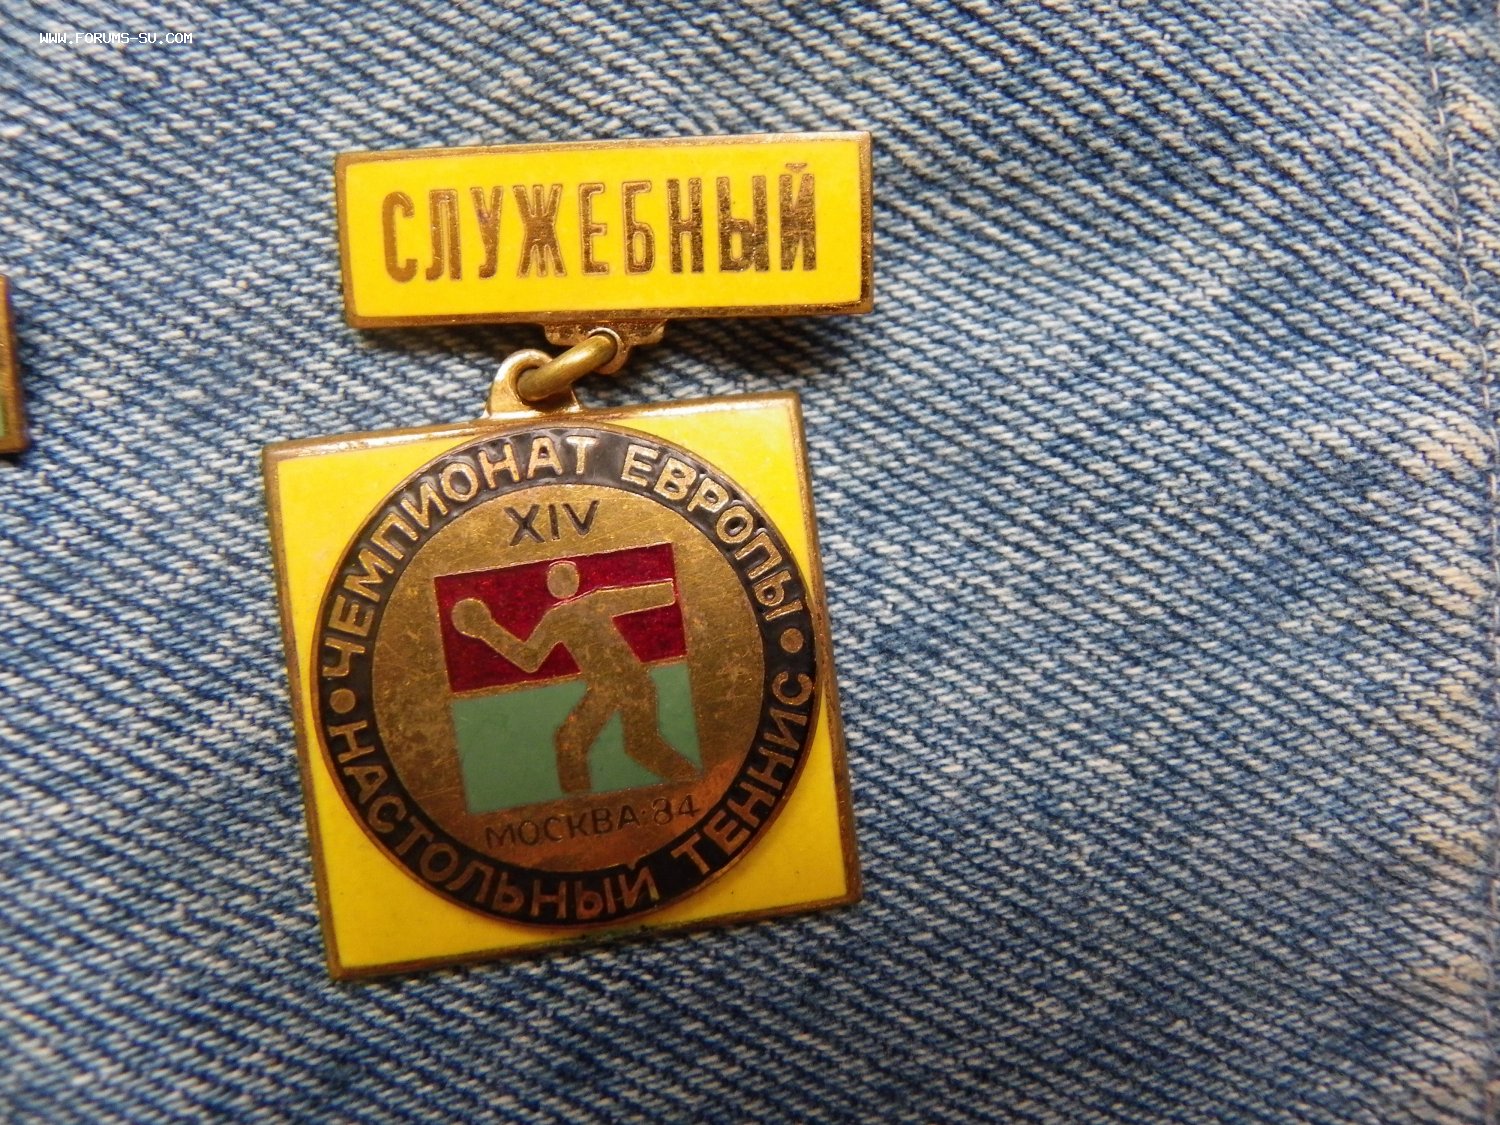 WWW.FORUMS-SU.COM
СЛУЖЕБНЫЙ
ЧЕМПИОНАТ ЕВРОПЫ
XIV
МОСКВА·84
• НАСТОЛЬНЫЙ ТЕННИС •